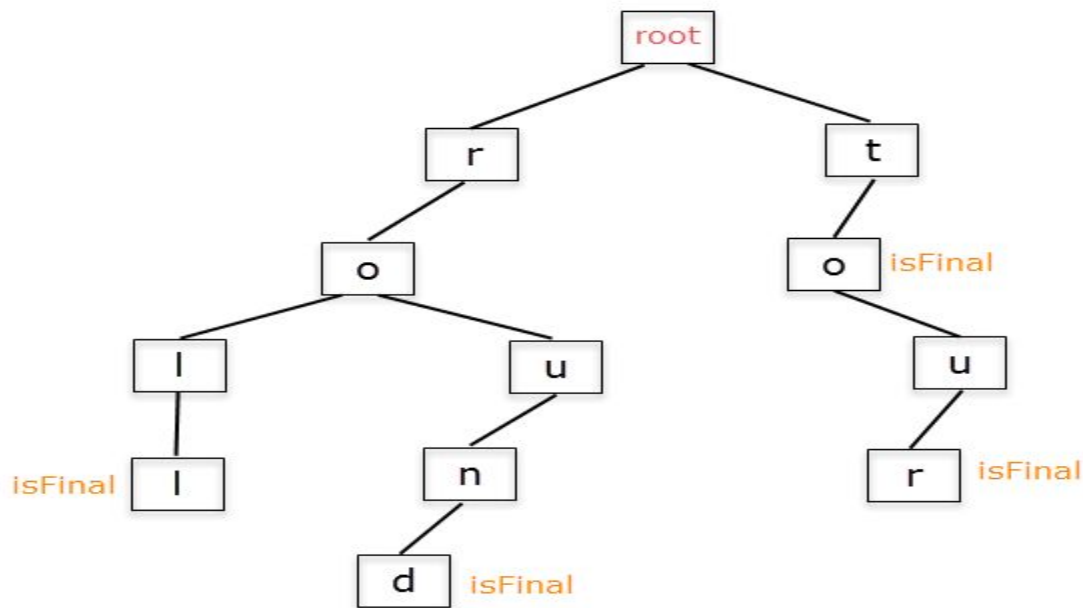 root
r
t
o
o isFinal
l
u
u
isFinal l
n
r isFinal
d isFinal